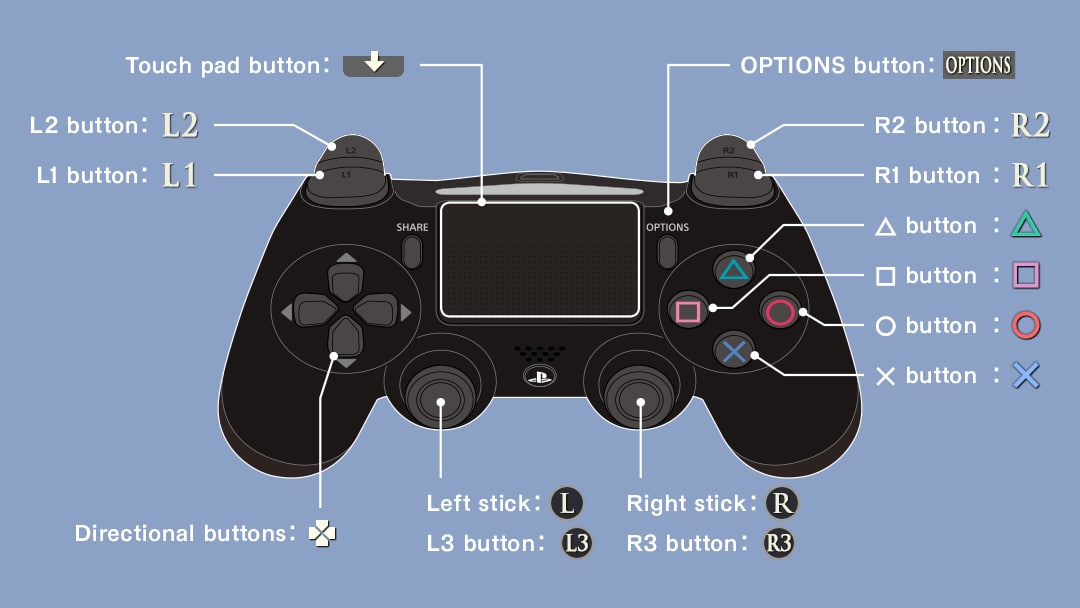 Touch pad button:
OPTIONS button: OPTIONS
L2 button: L2
R2 button : R2
L1 button: L1
R1 button : R1
L2
R2
L1
R1
SHARE
OPTIONS
△ button : △
□ button : □
○ button : ○
× button : ×
Left stick: L
Right stick: R
Directional buttons:
L3 button: L3
R3 button: R3